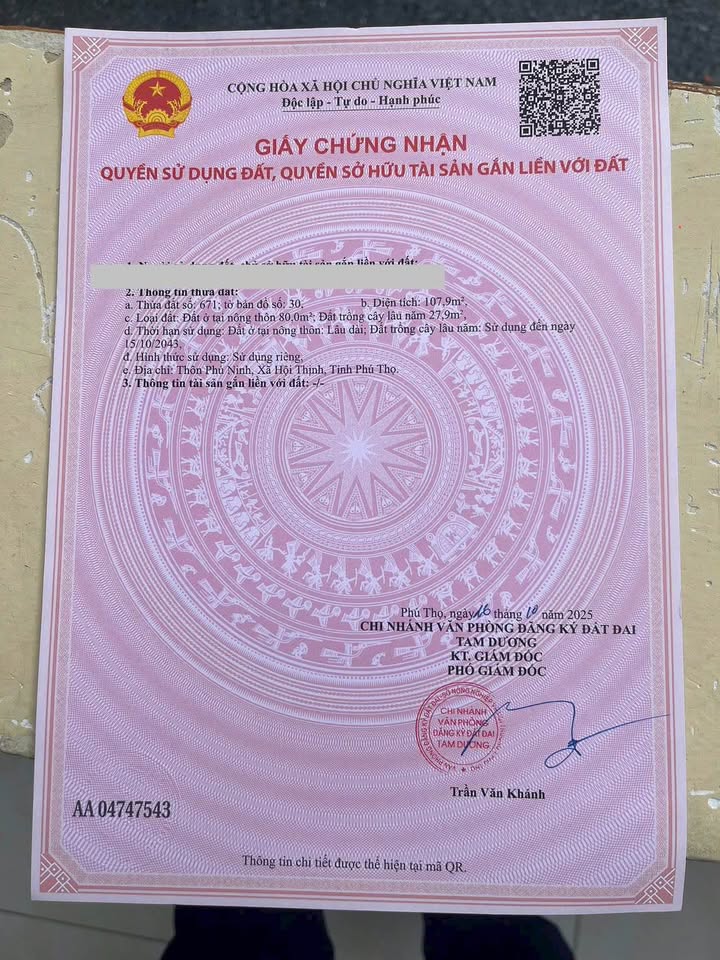 CỘNG HÒA XÃ HỘI CHỦ NGHĨA VIỆT NAM
Độc lập - Tự do - Hạnh phúc
GIẤY CHỨNG NHẬN
QUYỀN SỬ DỤNG ĐẤT, QUYỀN SỞ HỮU TÀI SẢN GẮN LIỀN VỚI ĐẤT
sở hữu tài sản gắn liền với đất:
2. Thông tin thửa đất:
a. Thửa đất số: 671; tờ bản đồ số: 30, b. Diện tích: 107,9m²,
c. Loại đất: Đất ở tại nông thôn 80,0m²; Đất trồng cây lâu năm 27,9m²,
d. Thời hạn sử dụng: Đất ở tại nông thôn: Lâu dài; Đất trồng cây lâu năm: Sử dụng đến ngày
15/10/2043,
đ. Hình thức sử dụng: Sử dụng riêng,
e. Địa chỉ: Thôn Phú Ninh, Xã Hội Thịnh, Tỉnh Phú Thọ.
3. Thông tin tài sản gắn liền với đất: -/-
Phú Thọ, ngày 16 tháng 10 năm 2025
CHI NHÁNH VĂN PHÒNG ĐĂNG KÝ ĐẤT ĐAI
TAM DƯƠNG
KT. GIÁM ĐỐC
PHÓ GIÁM ĐỐC
CHI NHÁNH
VĂN PHÒNG
ĐĂNG KÝ ĐẤT ĐAI
TAM DƯƠNG
Trần Văn Khánh
AA 04747543
Thông tin chi tiết được thể hiện tại mã QR.